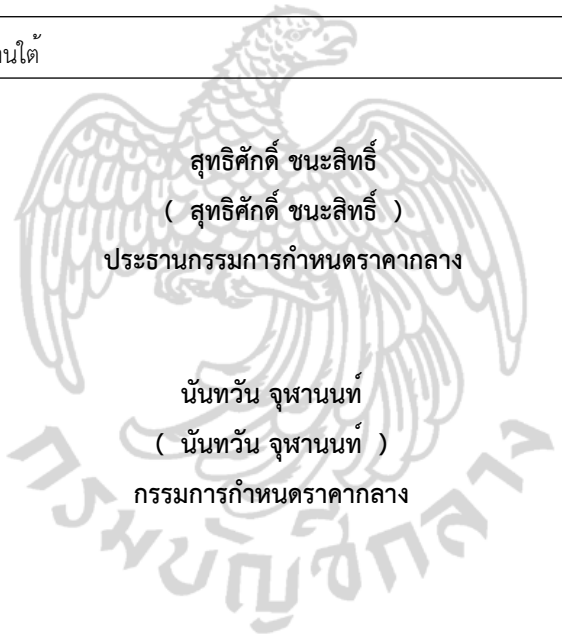 านใต้
สุทธิศักดิ์ ชนะสิทธิ์
( สุทธิศักดิ์ ชนะสิทธิ์ )
ประธานกรรมการกำหนดราคากลาง
นันทวัน จุฬานนท์
( นันทวัน จุฬานนท์ )
กรรมการกำหนดราคากลาง
กรมบัญชีกลาง